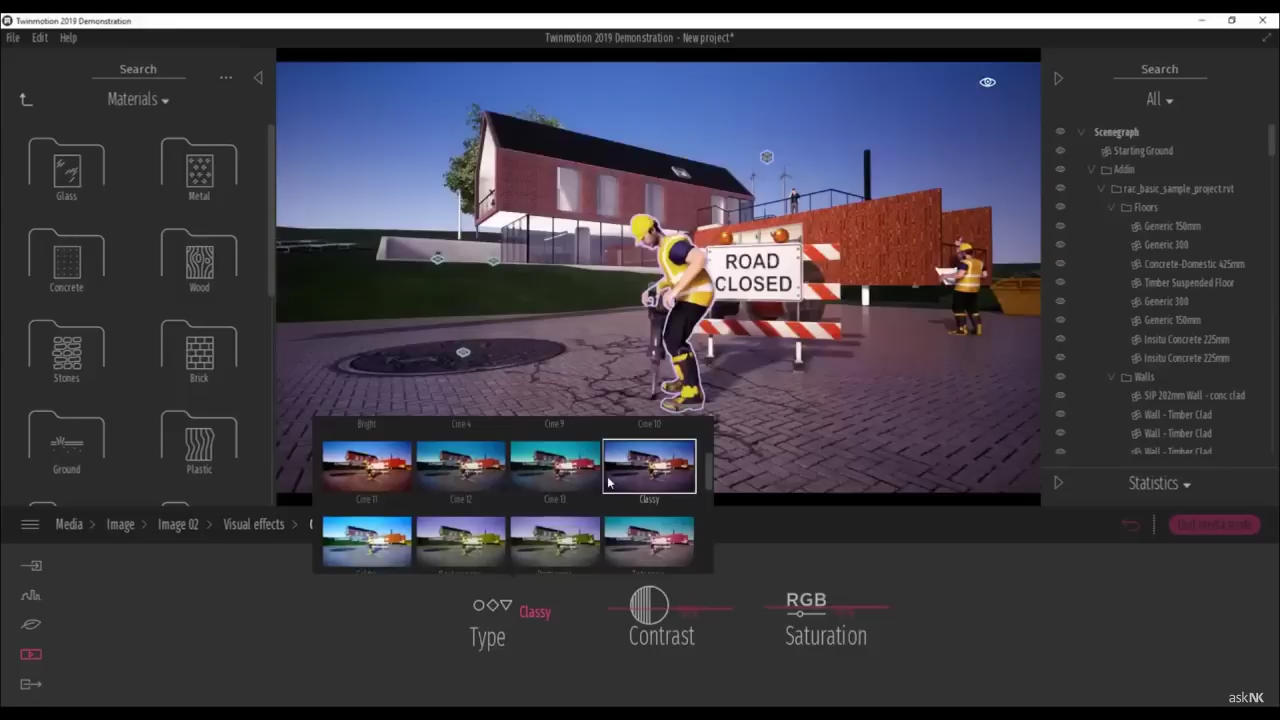 Twinmotion 2019 Demonstration
File Edit Help
Twinmotion 2019 Demonstration - New project*
Search
...
Materials
Glass
Metal
Concrete
Wood
Stones
Brick
Ground
Plastic
ROAD
CLOSED
Search
All
Scenegraph
Starting Ground
Addin
rac_basic_sample_project.rvt
Floors
Generic 150mm
Generic 300
Concrete-Domestic 425mm
Timber Suspended Floor
Generic 300
Generic 150mm
Insitu Concrete 225mm
Insitu Concrete 225mm
Walls
SIP 202mm Wall - conc clad
Wall - Timber Clad
Wall - Timber Clad
Wall - Timber Clad
Statistics
Bright
Cine 4
Cine 9
Cine 10
Cine 11
Cine 12
Cine 13
Classy
Media > Image > Image 02 > Visual effects >
Classy
Type
Contrast
RGB
Saturation
askNK